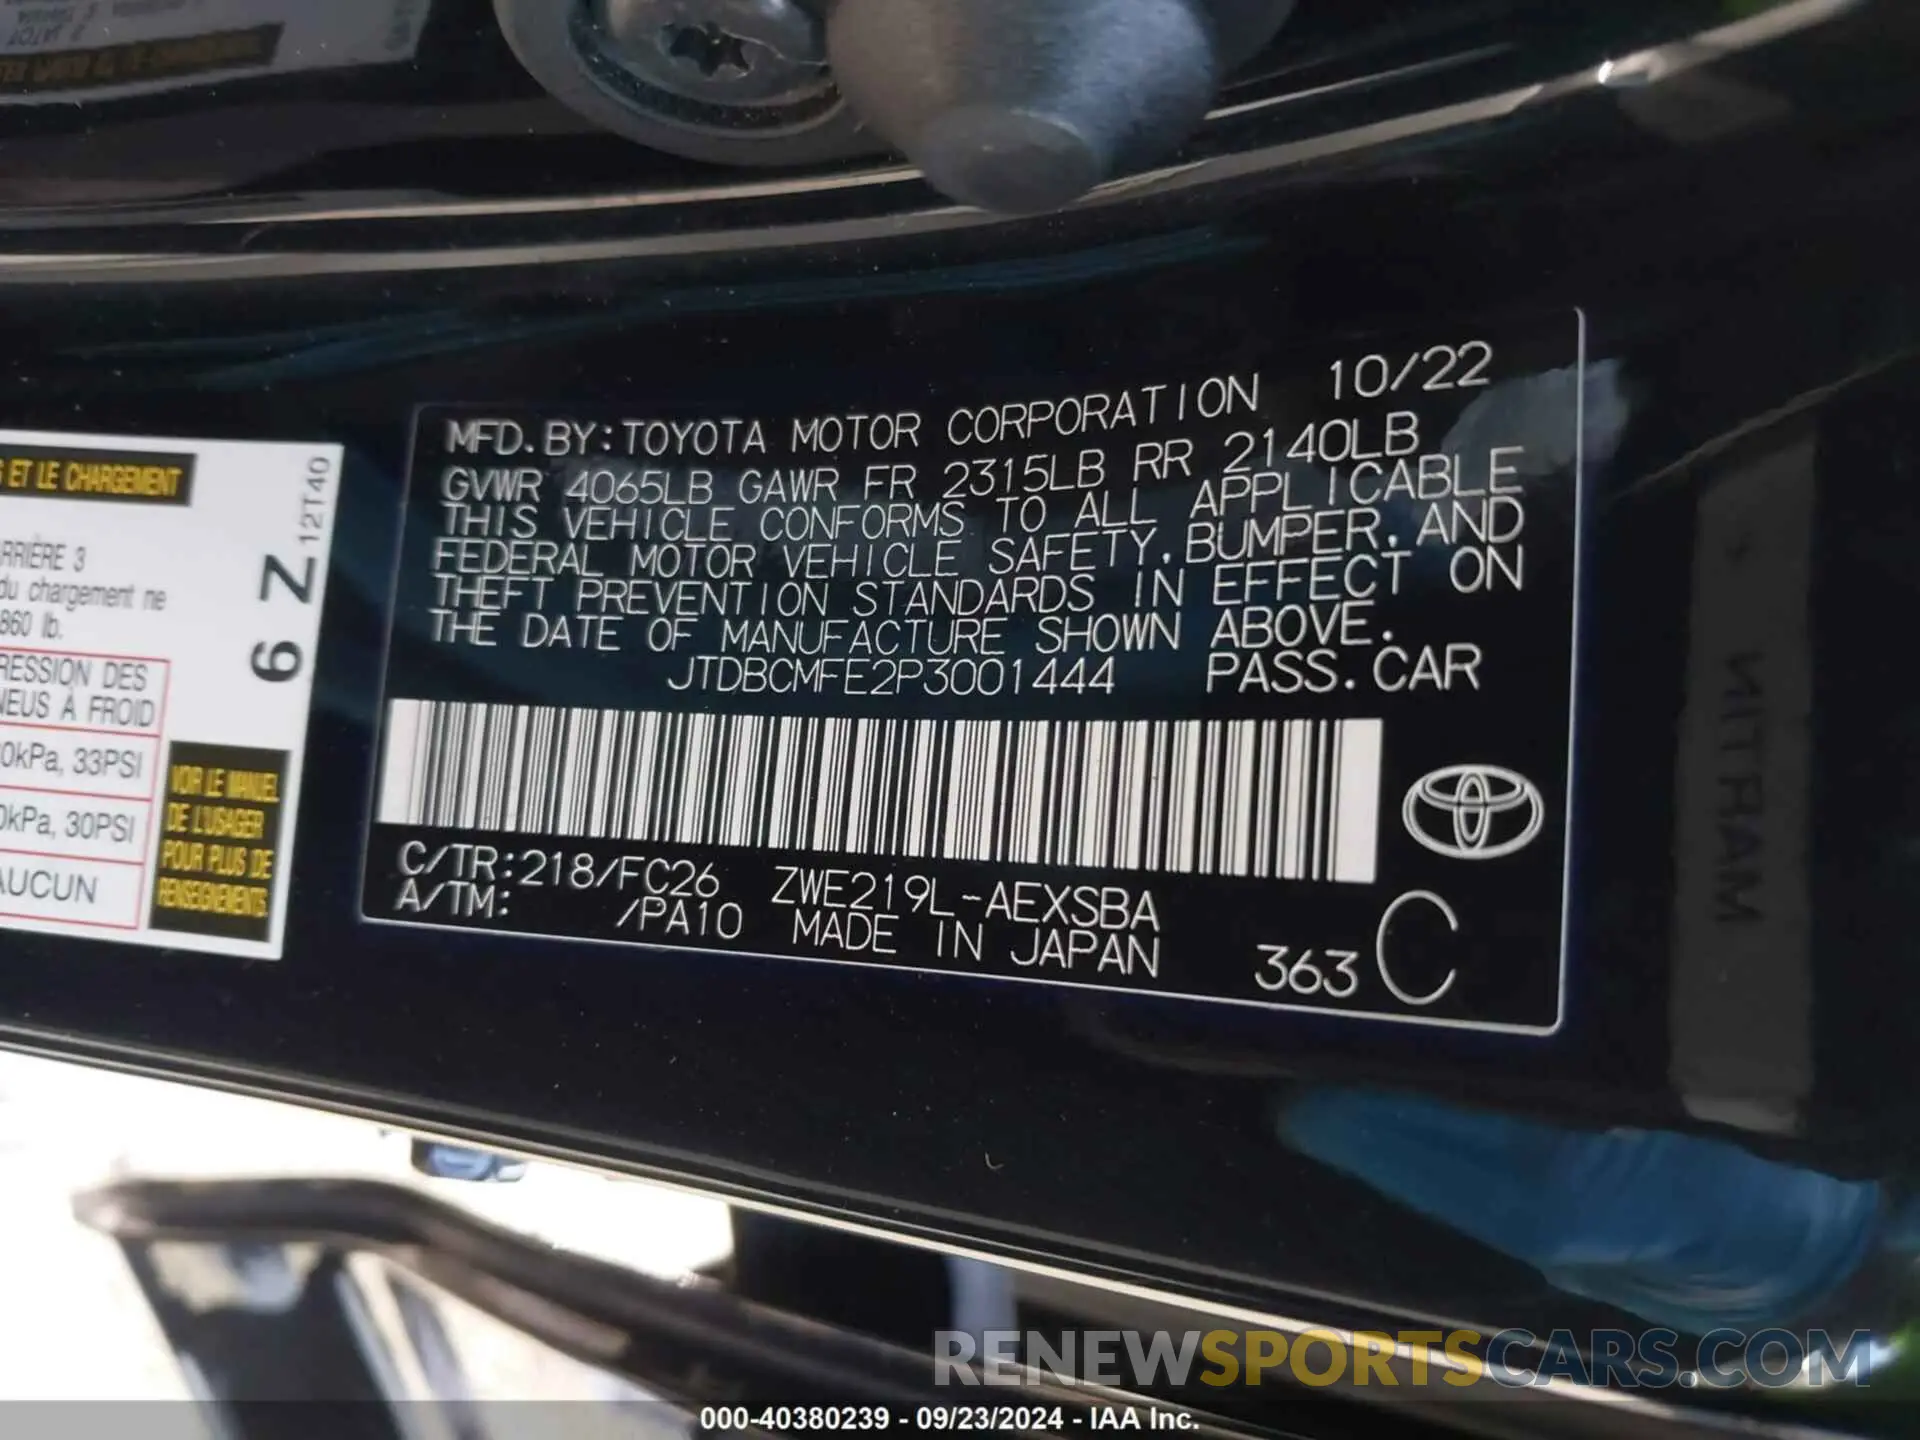 MFD.BY:TOYOTA MOTOR CORPORATION 10/22
GVWR 4065LB GAWR FR 2315LB RR 2140LB
THIS VEHICLE CONFORMS TO ALL APPLICABLE
FEDERAL MOTOR VEHICLE SAFETY, BUMPER, AND
THEFT PREVENTION STANDARDS IN EFFECT ON
THE DATE OF MANUFACTURE SHOWN ABOVE.
JTDBCMFE2P3001444 PASS.CAR
C/TR:218/FC26 ZWE219L-AEXSBA
A/TM: /PA10 MADE IN JAPAN
363 C
ET LE CHARGEMENT
12T40
6Z
RRIÈRE 3
du chargement ne
860 lb.
RESSION DES
NEUS À FROID
0kPa, 33PSI
0kPa, 30PSI
AUCUN
VOIR LE MANUEL
DE L'USAGER
POUR PLUS DE
RENSEIGNEMENTS.
RENEWSPORTSCARS.COM
000-40380239 - 09/23/2024 - IAA Inc.